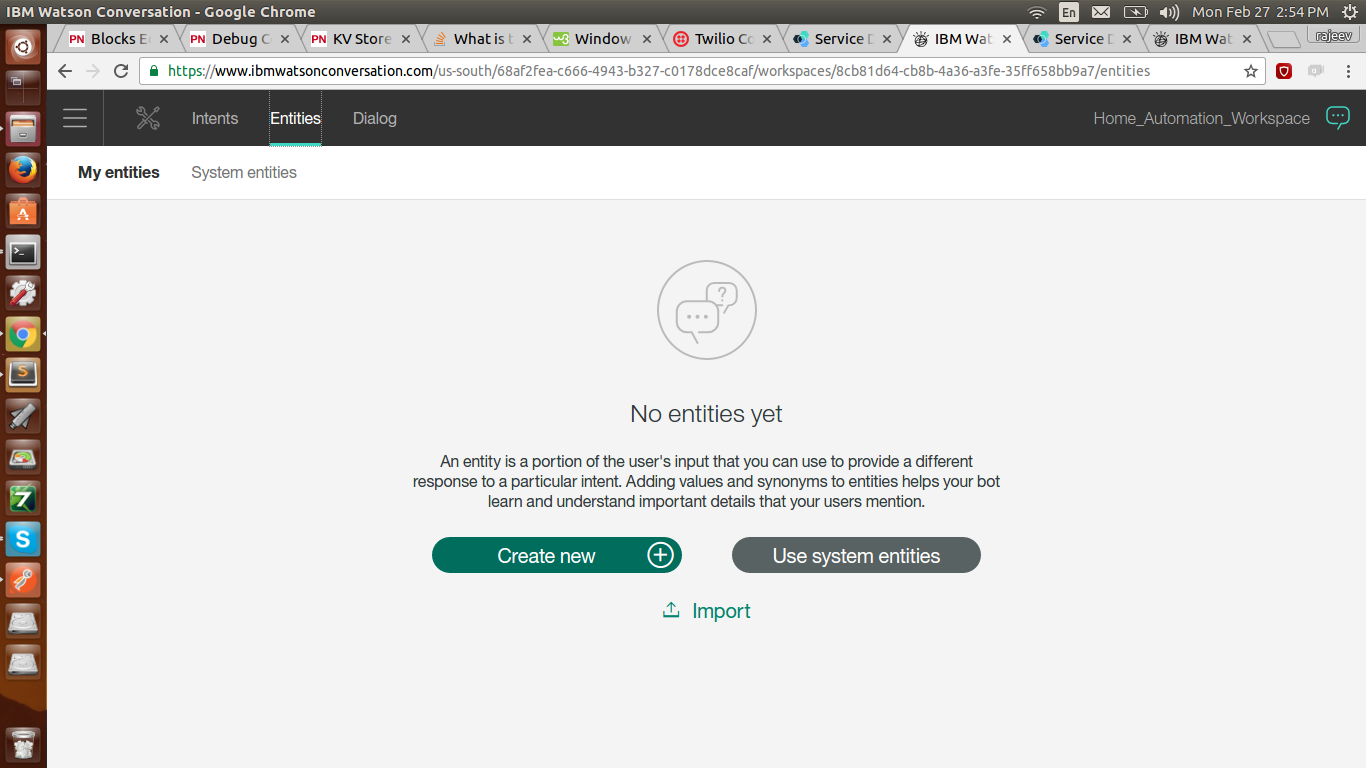 IBM Watson Conversation - Google Chrome
En
Mon Feb 27 2:54 PM
PN Blocks E
PN Debug C
PN KV Store
What is t
w3 Window
Twilio Co
Service D
IBM Wat
Service D
IBM Wat
rajeev
https://www.ibmwatsonconversation.com/us-south/68af2fea-c666-4943-b327-c0178dce8caf/workspaces/8cb81d64-cb8b-4a36-a3fe-35ff658bb9a7/entities
Intents
Entities
Dialog
Home_Automation_Workspace
My entities
System entities
?
No entities yet
An entity is a portion of the user's input that you can use to provide a different
response to a particular intent. Adding values and synonyms to entities helps your bot
learn and understand important details that your users mention.
Create new
Use system entities
Import